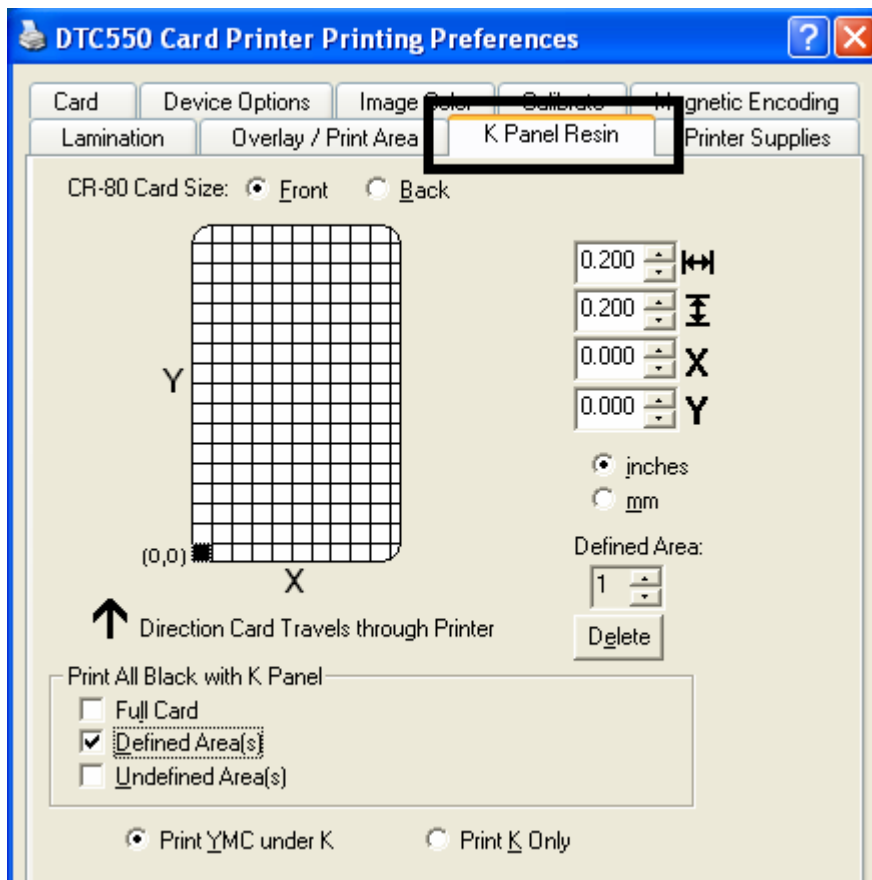 DTC550 Card Printer Printing Preferences
Card Device Options Image Color Calibrate Magnetic Encoding
Lamination Overlay / Print Area K Panel Resin Printer Supplies
CR-80 Card Size: Front Back
0.200
0.200
0.000 X
0.000 Y
Y
inches
mm
(0,0)
X
Defined Area:
1
Direction Card Travels through Printer
Delete
Print All Black with K Panel
Full Card
Defined Area(s)
Undefined Area(s)
Print YMC under K Print K Only